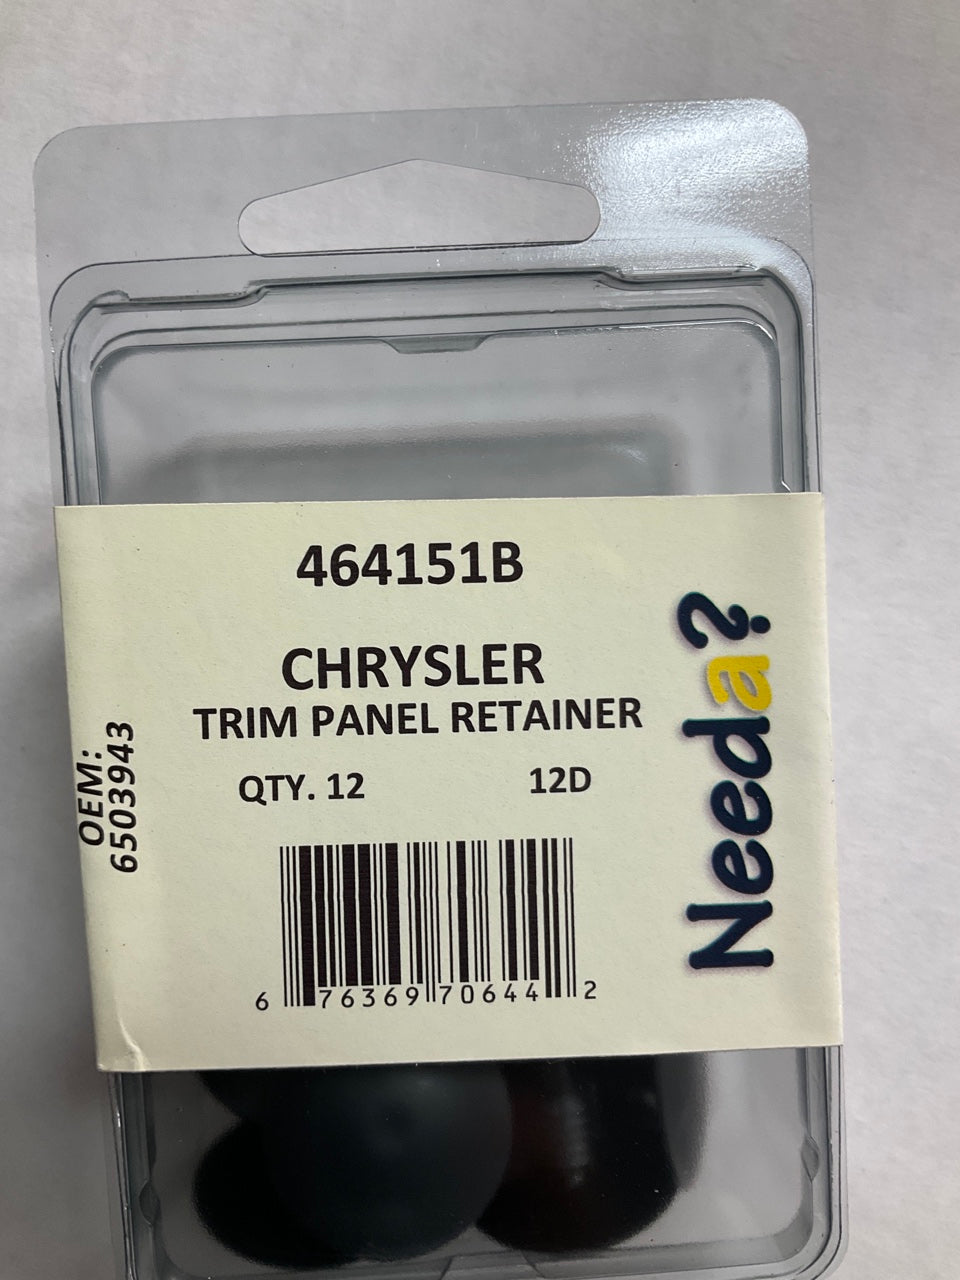 464151B
CHRYSLER
TRIM PANEL RETAINER
QTY. 12 12D
6 76369 70644 2
OEM:
6503943
Needa?